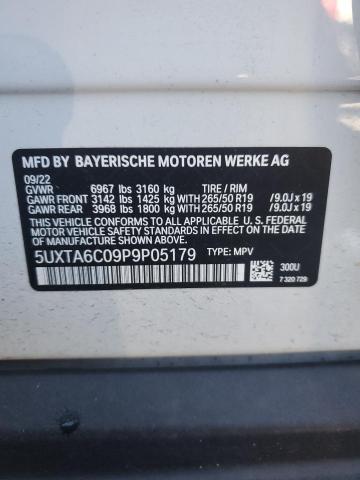 MFD BY BAYERISCHE MOTOREN WERKE AG
09/22
GVWR 6967 lbs 3160 kg TIRE / RIM
GAWR FRONT 3142 lbs 1425 kg WITH 265/50 R19 /9.0J x 19
GAWR REAR 3968 lbs 1800 kg WITH 265/50 R19 /9.0J x 19
THIS VEHICLE CONFORMS TO ALL APPLICABLE U.S. FEDERAL
MOTOR VEHICLE SAFETY STANDARDS IN EFFECT ON THE
DATE OF MANUFACTURE SHOWN ABOVE.
5UXTA6C09P9P05179 TYPE: MPV
300U
7 320 729